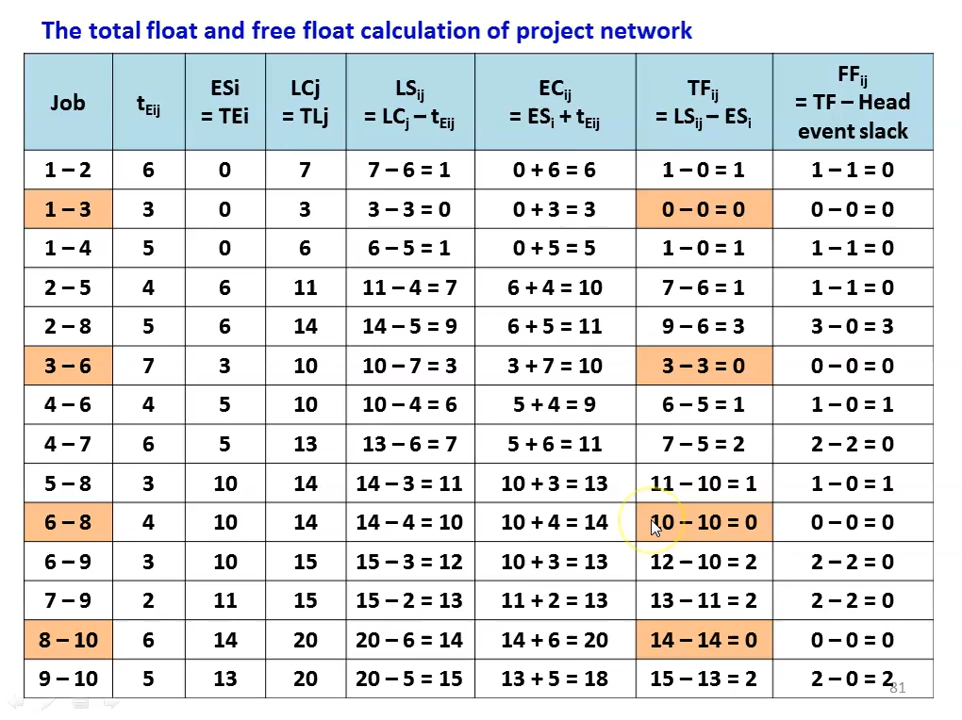 The total float and free float calculation of project network
Job tEij ESi = TEi LCj = TLj LSij = LCj – tEij ECij = ESi + tEij TFij = LSij – ESi FFij = TF – Head event slack
1 – 2 6 0 7 7 – 6 = 1 0 + 6 = 6 1 – 0 = 1 1 – 1 = 0
1 – 3 3 0 3 3 – 3 = 0 0 + 3 = 3 0 – 0 = 0 0 – 0 = 0
1 – 4 5 0 6 6 – 5 = 1 0 + 5 = 5 1 – 0 = 1 1 – 1 = 0
2 – 5 4 6 11 11 – 4 = 7 6 + 4 = 10 7 – 6 = 1 1 – 1 = 0
2 – 8 5 6 14 14 – 5 = 9 6 + 5 = 11 9 – 6 = 3 3 – 0 = 3
3 – 6 7 3 10 10 – 7 = 3 3 + 7 = 10 3 – 3 = 0 0 – 0 = 0
4 – 6 4 5 10 10 – 4 = 6 5 + 4 = 9 6 – 5 = 1 1 – 0 = 1
4 – 7 6 5 13 13 – 6 = 7 5 + 6 = 11 7 – 5 = 2 2 – 2 = 0
5 – 8 3 10 14 14 – 3 = 11 10 + 3 = 13 11 – 10 = 1 1 – 0 = 1
6 – 8 4 10 14 14 – 4 = 10 10 + 4 = 14 10 – 10 = 0 0 – 0 = 0
6 – 9 3 10 15 15 – 3 = 12 10 + 3 = 13 12 – 10 = 2 2 – 2 = 0
7 – 9 2 11 15 15 – 2 = 13 11 + 2 = 13 13 – 11 = 2 2 – 2 = 0
8 – 10 6 14 20 20 – 6 = 14 14 + 6 = 20 14 – 14 = 0 0 – 0 = 0
9 – 10 5 13 20 20 – 5 = 15 13 + 5 = 18 15 – 13 = 2 2 – 0 = 2
81